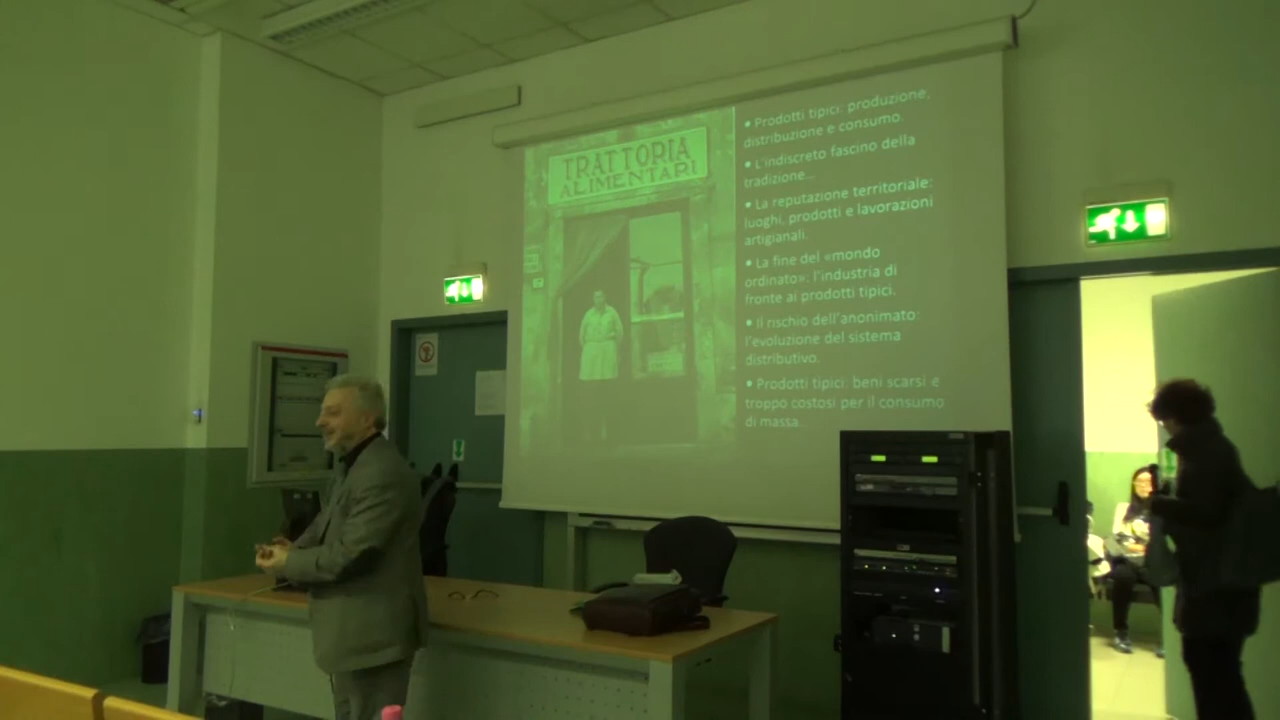 TRATTORIA
ALIMENTARI
• Prodotti tipici: produzione,
distribuzione e consumo.
• L'indiscreto fascino della
tradizione...
• La reputazione territoriale:
luoghi, prodotti e lavorazioni
artigianali.
• La fine del «mondo
ordinato»: l'industria di
fronte ai prodotti tipici.
• Il rischio dell'anonimato:
l'evoluzione del sistema
distributivo.
• Prodotti tipici: beni scarsi e
troppo costosi per il consumo
di massa...